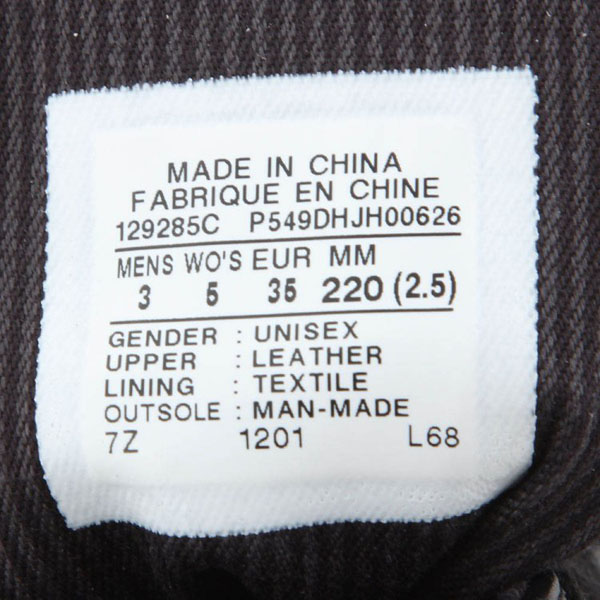 MADE IN CHINA
FABRIQUE EN CHINE
129285C P549DHJH00626
MENS WO'S EUR MM
3 5 35 220 (2.5)
GENDER : UNISEX
UPPER : LEATHER
LINING : TEXTILE
OUTSOLE : MAN-MADE
7Z 1201 L68